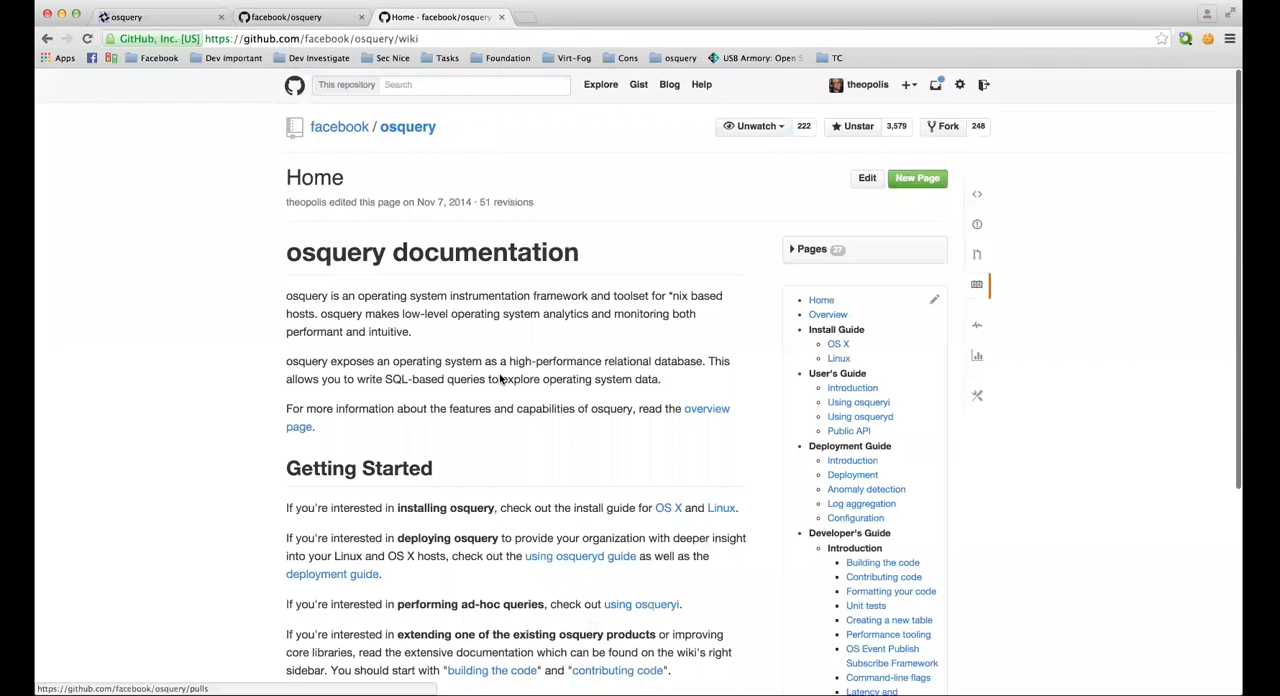 osquery
facebook/osquery
Home · facebook/osquery
GitHub, Inc. [US] https://github.com/facebook/osquery/wiki
Apps Facebook Dev Important Dev Investigate Sec Nice Tasks Foundation Virt-Fog Cons osquery USB Armory: Open S TC
This repository Search Explore Gist Blog Help theopolis
facebook / osquery Unwatch 222 Unstar 3,579 Fork 248
Home Edit New Page
theopolis edited this page on Nov 7, 2014 · 51 revisions
osquery documentation
osquery is an operating system instrumentation framework and toolset for *nix based
hosts. osquery makes low-level operating system analytics and monitoring both
performant and intuitive.
osquery exposes an operating system as a high-performance relational database. This
allows you to write SQL-based queries to explore operating system data.
For more information about the features and capabilities of osquery, read the overview
page.
Getting Started
If you're interested in installing osquery, check out the install guide for OS X and Linux.
If you're interested in deploying osquery to provide your organization with deeper insight
into your Linux and OS X hosts, check out the using osqueryd guide as well as the
deployment guide.
If you're interested in performing ad-hoc queries, check out using osqueryi.
If you're interested in extending one of the existing osquery products or improving
core libraries, read the extensive documentation which can be found on the wiki's right
sidebar. You should start with "building the code" and "contributing code".
Pages 27
Home
Overview
Install Guide
OS X
Linux
User's Guide
Introduction
Using osqueryi
Using osqueryd
Public API
Deployment Guide
Introduction
Deployment
Anomaly detection
Log aggregation
Configuration
Developer's Guide
Introduction
Building the code
Contributing code
Formatting your code
Unit tests
Creating a new table
Performance tooling
OS Event Publish
Subscribe Framework
Command-line flags
Latency and
https://github.com/facebook/osquery/pulls